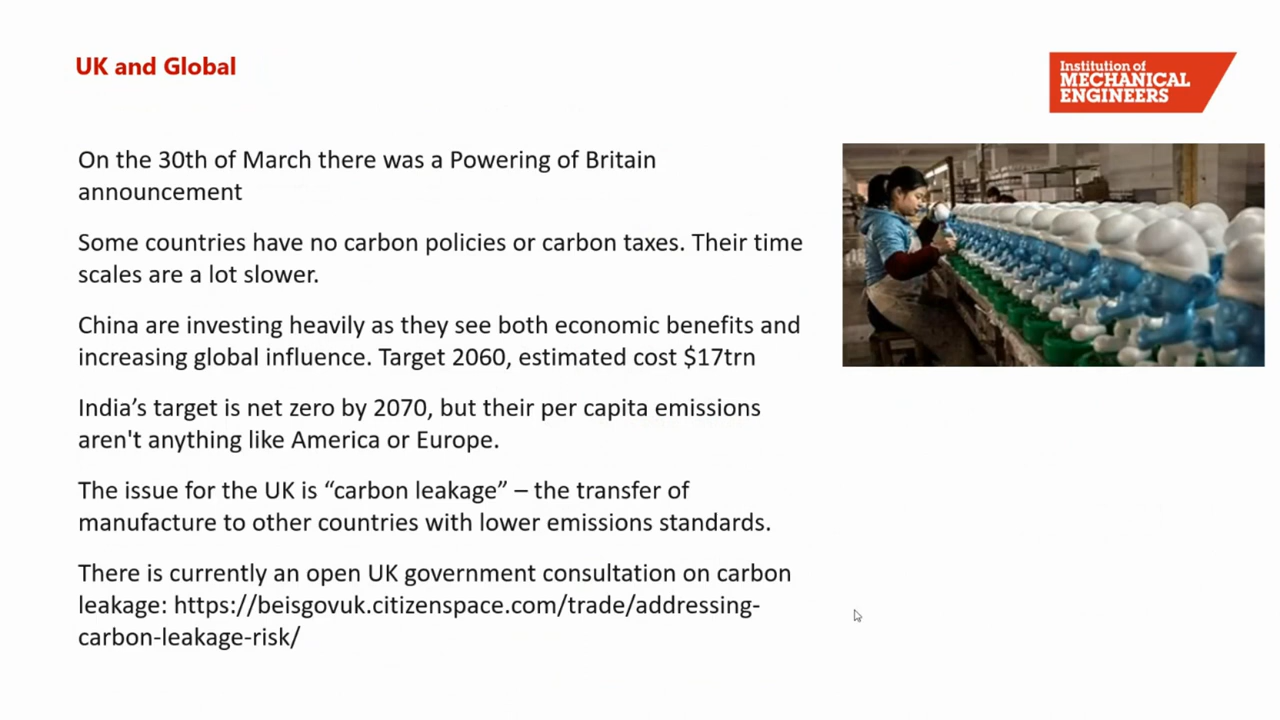 UK and Global
Institution of
MECHANICAL
ENGINEERS
On the 30th of March there was a Powering of Britain
announcement
Some countries have no carbon policies or carbon taxes. Their time
scales are a lot slower.
China are investing heavily as they see both economic benefits and
increasing global influence. Target 2060, estimated cost $17trn
India’s target is net zero by 2070, but their per capita emissions
aren't anything like America or Europe.
The issue for the UK is “carbon leakage” – the transfer of
manufacture to other countries with lower emissions standards.
There is currently an open UK government consultation on carbon
leakage: https://beisgovuk.citizenspace.com/trade/addressing-
carbon-leakage-risk/